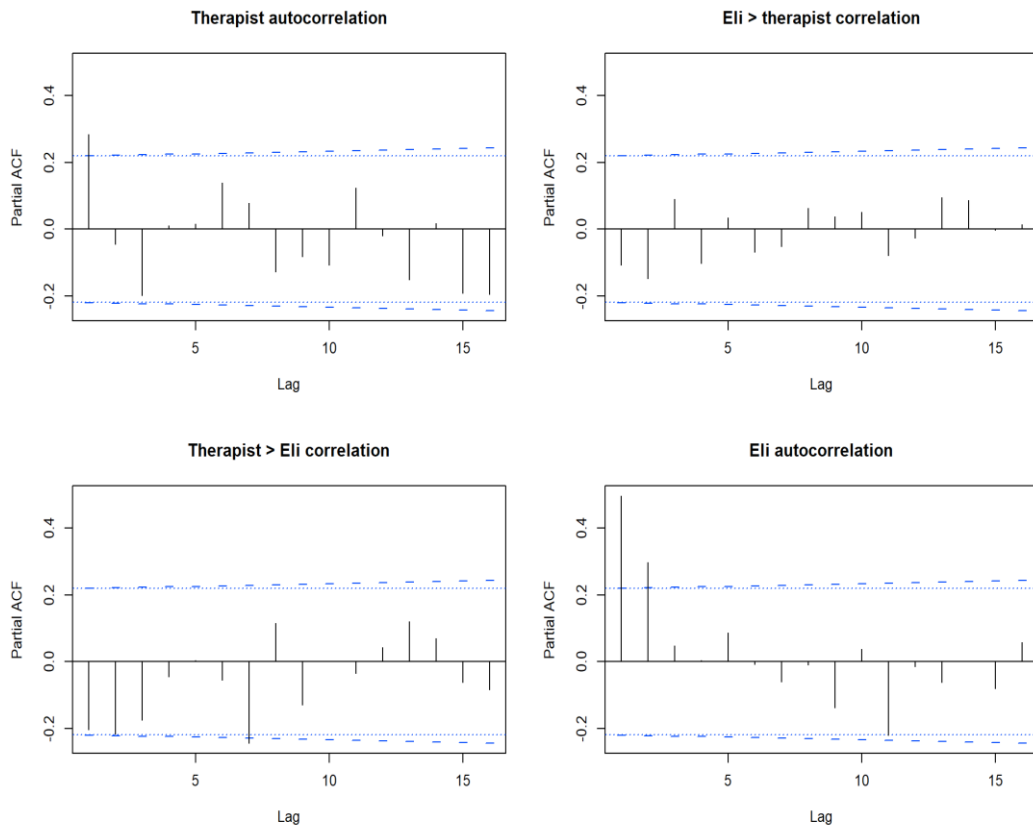 Therapist autocorrelation
Partial ACF
0.4
0.2
0.0
-0.2
5
10
15
Lag
Eli > therapist correlation
Partial ACF
0.4
0.2
0.0
-0.2
5
10
15
Lag
Therapist > Eli correlation
Partial ACF
0.4
0.2
0.0
-0.2
5
10
15
Lag
Eli autocorrelation
Partial ACF
0.4
0.2
0.0
-0.2
5
10
15
Lag